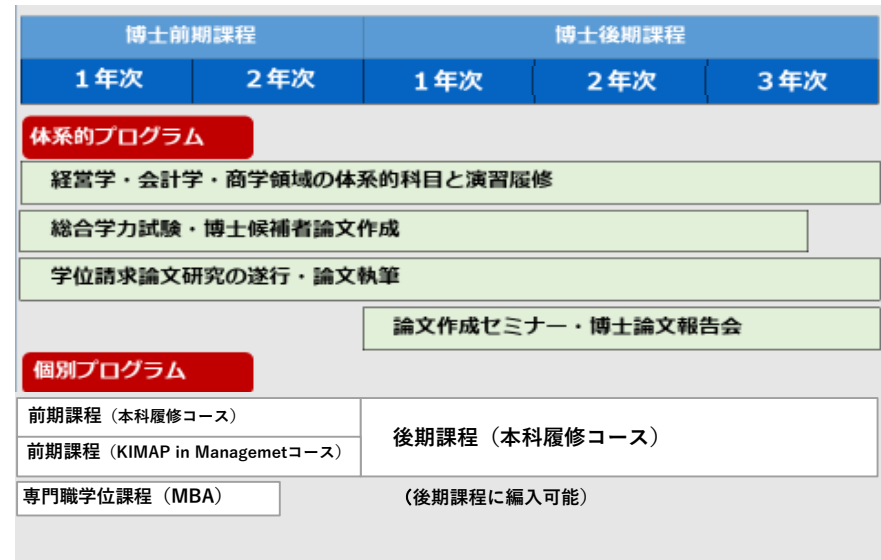 博士前期課程 博士後期課程
1年次 2年次 1年次 2年次 3年次
体系的プログラム
経営学・会計学・商学領域の体系的科目と演習履修
総合学力試験・博士候補者論文作成
学位請求論文研究の遂行・論文執筆
論文作成セミナー・博士論文報告会
個別プログラム
前期課程（本科履修コース）
後期課程（本科履修コース）
前期課程（KIMAP in Managemetコース）
専門職学位課程（MBA） （後期課程に編入可能）